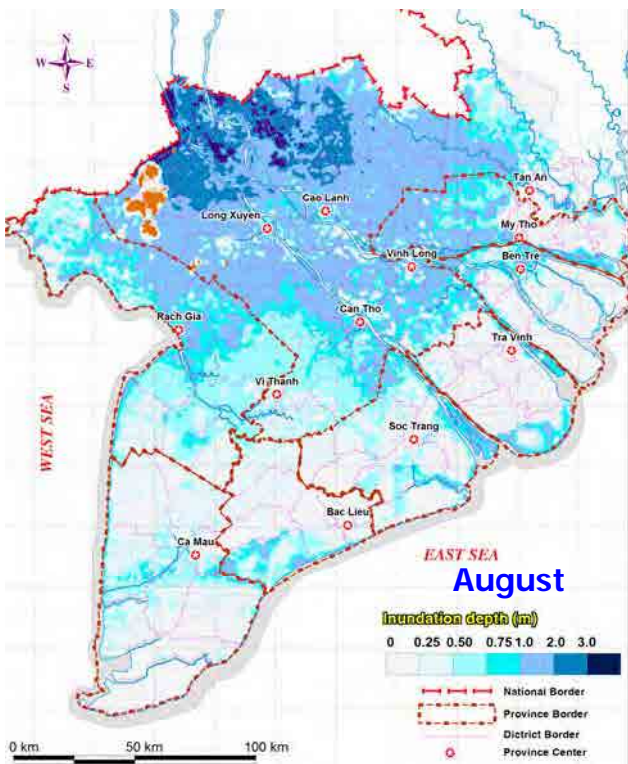 N
W E
S
Tan An
Cao Lanh
Long Xuyen
My Tho
Vinh Long
Ben Tre
Rach Gia
Can Tho
Tra Vinh
Vi Thanh
WEST SEA
Soc Trang
Bac Lieu
Ca Mau
EAST SEA
August
Inundation depth (m)
0 0.25 0.50 0.75 1.0 2.0 3.0
National Border
Province Border
Dictrict Border
Province Center
0 km 50 km 100 km